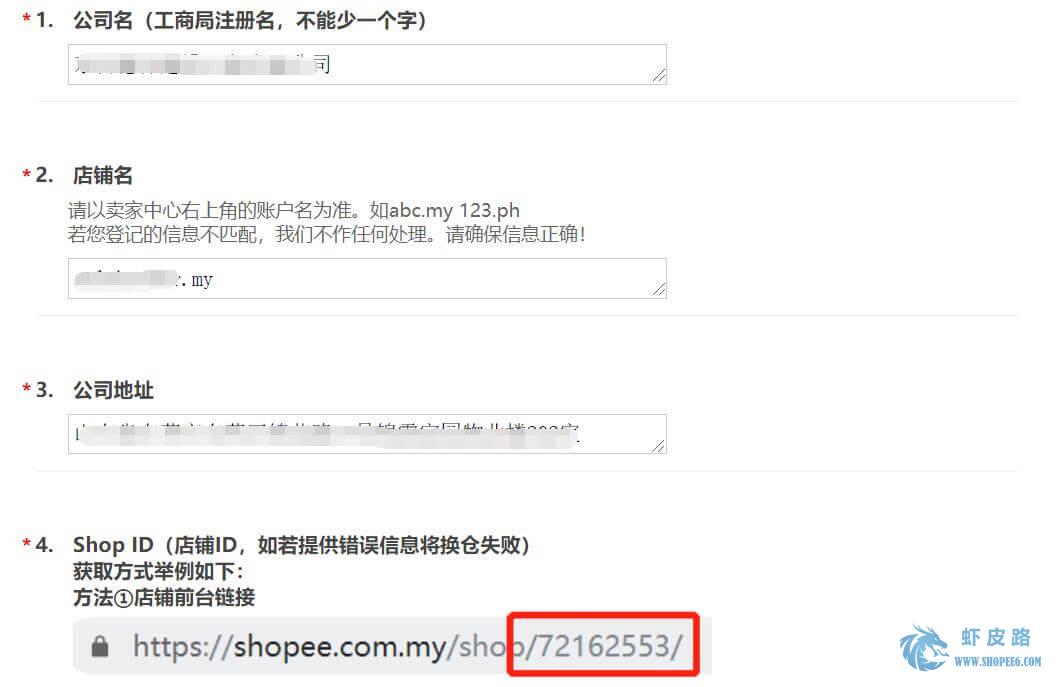 * 1. 公司名（工商局注册名，不能少一个字）
司
* 2. 店铺名
请以卖家中心右上角的账户名为准。如abc.my 123.ph
若您登记的信息不匹配，我们不作任何处理。请确保信息正确！
.my
* 3. 公司地址
* 4. Shop ID（店铺ID，如若提供错误信息将换仓失败）
获取方式举例如下：
方法①店铺前台链接
https://shopee.com.my/shop/72162553/
虾皮路
WWW.SHOPEE6.COM